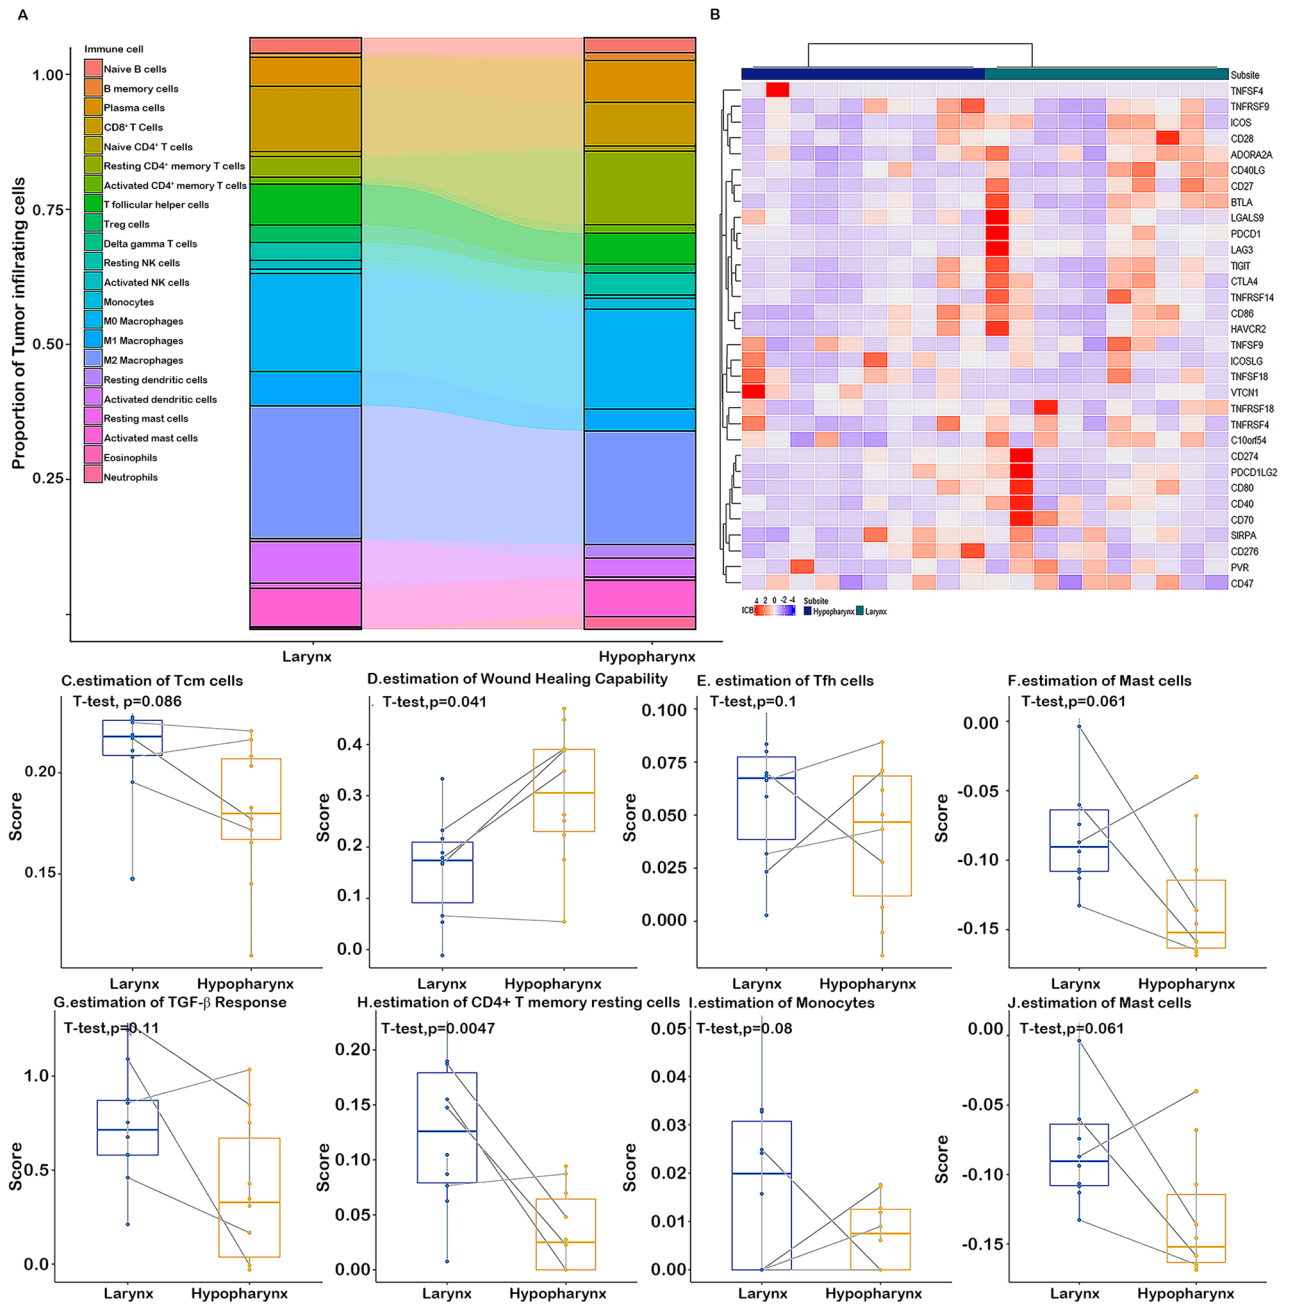 A
B
Proportion of Tumor infilrating cells
1.00
0.75
0.50
0.25
Immune cell
Naive B cells
B memory cells
Plasma cells
CD8⁺ T Cells
Naive CD4⁺ T cells
Resting CD4⁺ memory T cells
Activated CD4⁺ memory T cells
T follicular helper cells
Treg cells
Delta gamma T cells
Resting NK cells
Activated NK cells
Monocytes
M0 Macrophages
M1 Macrophages
M2 Macrophages
Resting dendritic cells
Activated dendritic cells
Resting mast cells
Activated mast cells
Eosinphils
Neutrophils
Larynx
Hypopharynx
Subsite
TNFSF4
TNFRSF9
ICOS
CD28
ADORA2A
CD40LG
CD27
BTLA
LGALS9
PDCD1
LAG3
TIGIT
CTLA4
TNFRSF14
CD86
HAVCR2
TNFSF9
ICOSLG
TNFSF18
VTCN1
TNFRSF18
TNFRSF4
C10orf54
CD274
PDCD1LG2
CD80
CD40
CD70
SIRPA
CD276
PVR
CD47
4 2 0 -2 -4
ICB
Subsite
Hypopharynx
Larynx
C.estimation of Tcm cells
T-test, p=0.086
Score
0.20
0.15
Larynx
Hypopharynx
D.estimation of Wound Healing Capability
T-test,p=0.041
Score
0.4
0.3
0.2
0.1
0.0
Larynx
Hypopharynx
E. estimation of Tfh cells
T-test,p=0.1
Score
0.100
0.075
0.050
0.025
0.000
Larynx
Hypopharynx
F.estimation of Mast cells
T-test,p=0.061
Score
0.00
-0.05
-0.10
-0.15
Larynx
Hypopharynx
G.estimation of TGF-β Response
T-test,p=0.11
Score
1.0
0.5
0.0
Larynx
Hypopharynx
H.estimation of CD4+ T memory resting cells
T-test,p=0.0047
Score
0.20
0.15
0.10
0.05
0.00
Larynx
Hypopharynx
I.estimation of Monocytes
T-test,p=0.08
Score
0.05
0.04
0.03
0.02
0.01
0.00
Larynx
Hypopharynx
J.estimation of Mast cells
T-test,p=0.061
Score
0.00
-0.05
-0.10
-0.15
Larynx
Hypopharynx